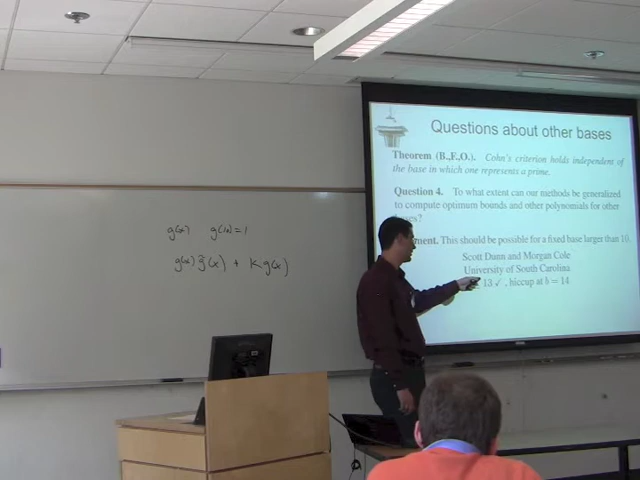 Questions about other bases
Theorem (B.,F.,O.). Cohn's criterion holds independent of
the base in which one represents a prime.
Question 4. To what extent can our methods be generalized
to compute optimum bounds and other polynomials for other
?
ment. This should be possible for a fixed base larger than 10.
Scott Dunn and Morgan Cole
University of South Carolina
13 ✓ , hiccup at b = 14
g(x) g(10) = 1
g(x) g̃(x) + K g(x)